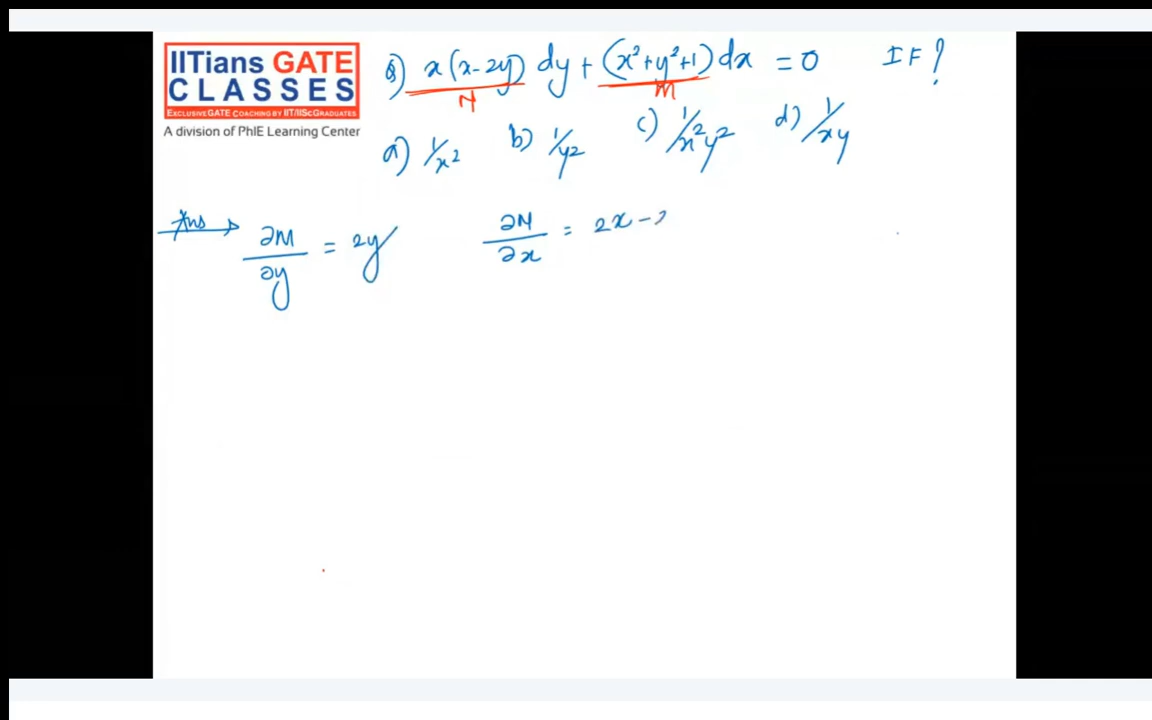 IITians GATE
CLASSES
EXCLUSIVE GATE COACHING BY IIT/IISc GRADUATES
A division of PhIE Learning Center
Q) x(x-2y) dy + (x²+y²+1) dx = 0 IF?
N M
a) 1/x² b) 1/y² c) 1/x²y² d) 1/xy
Ans → ∂M/∂y = 2y ∂N/∂x = 2x -